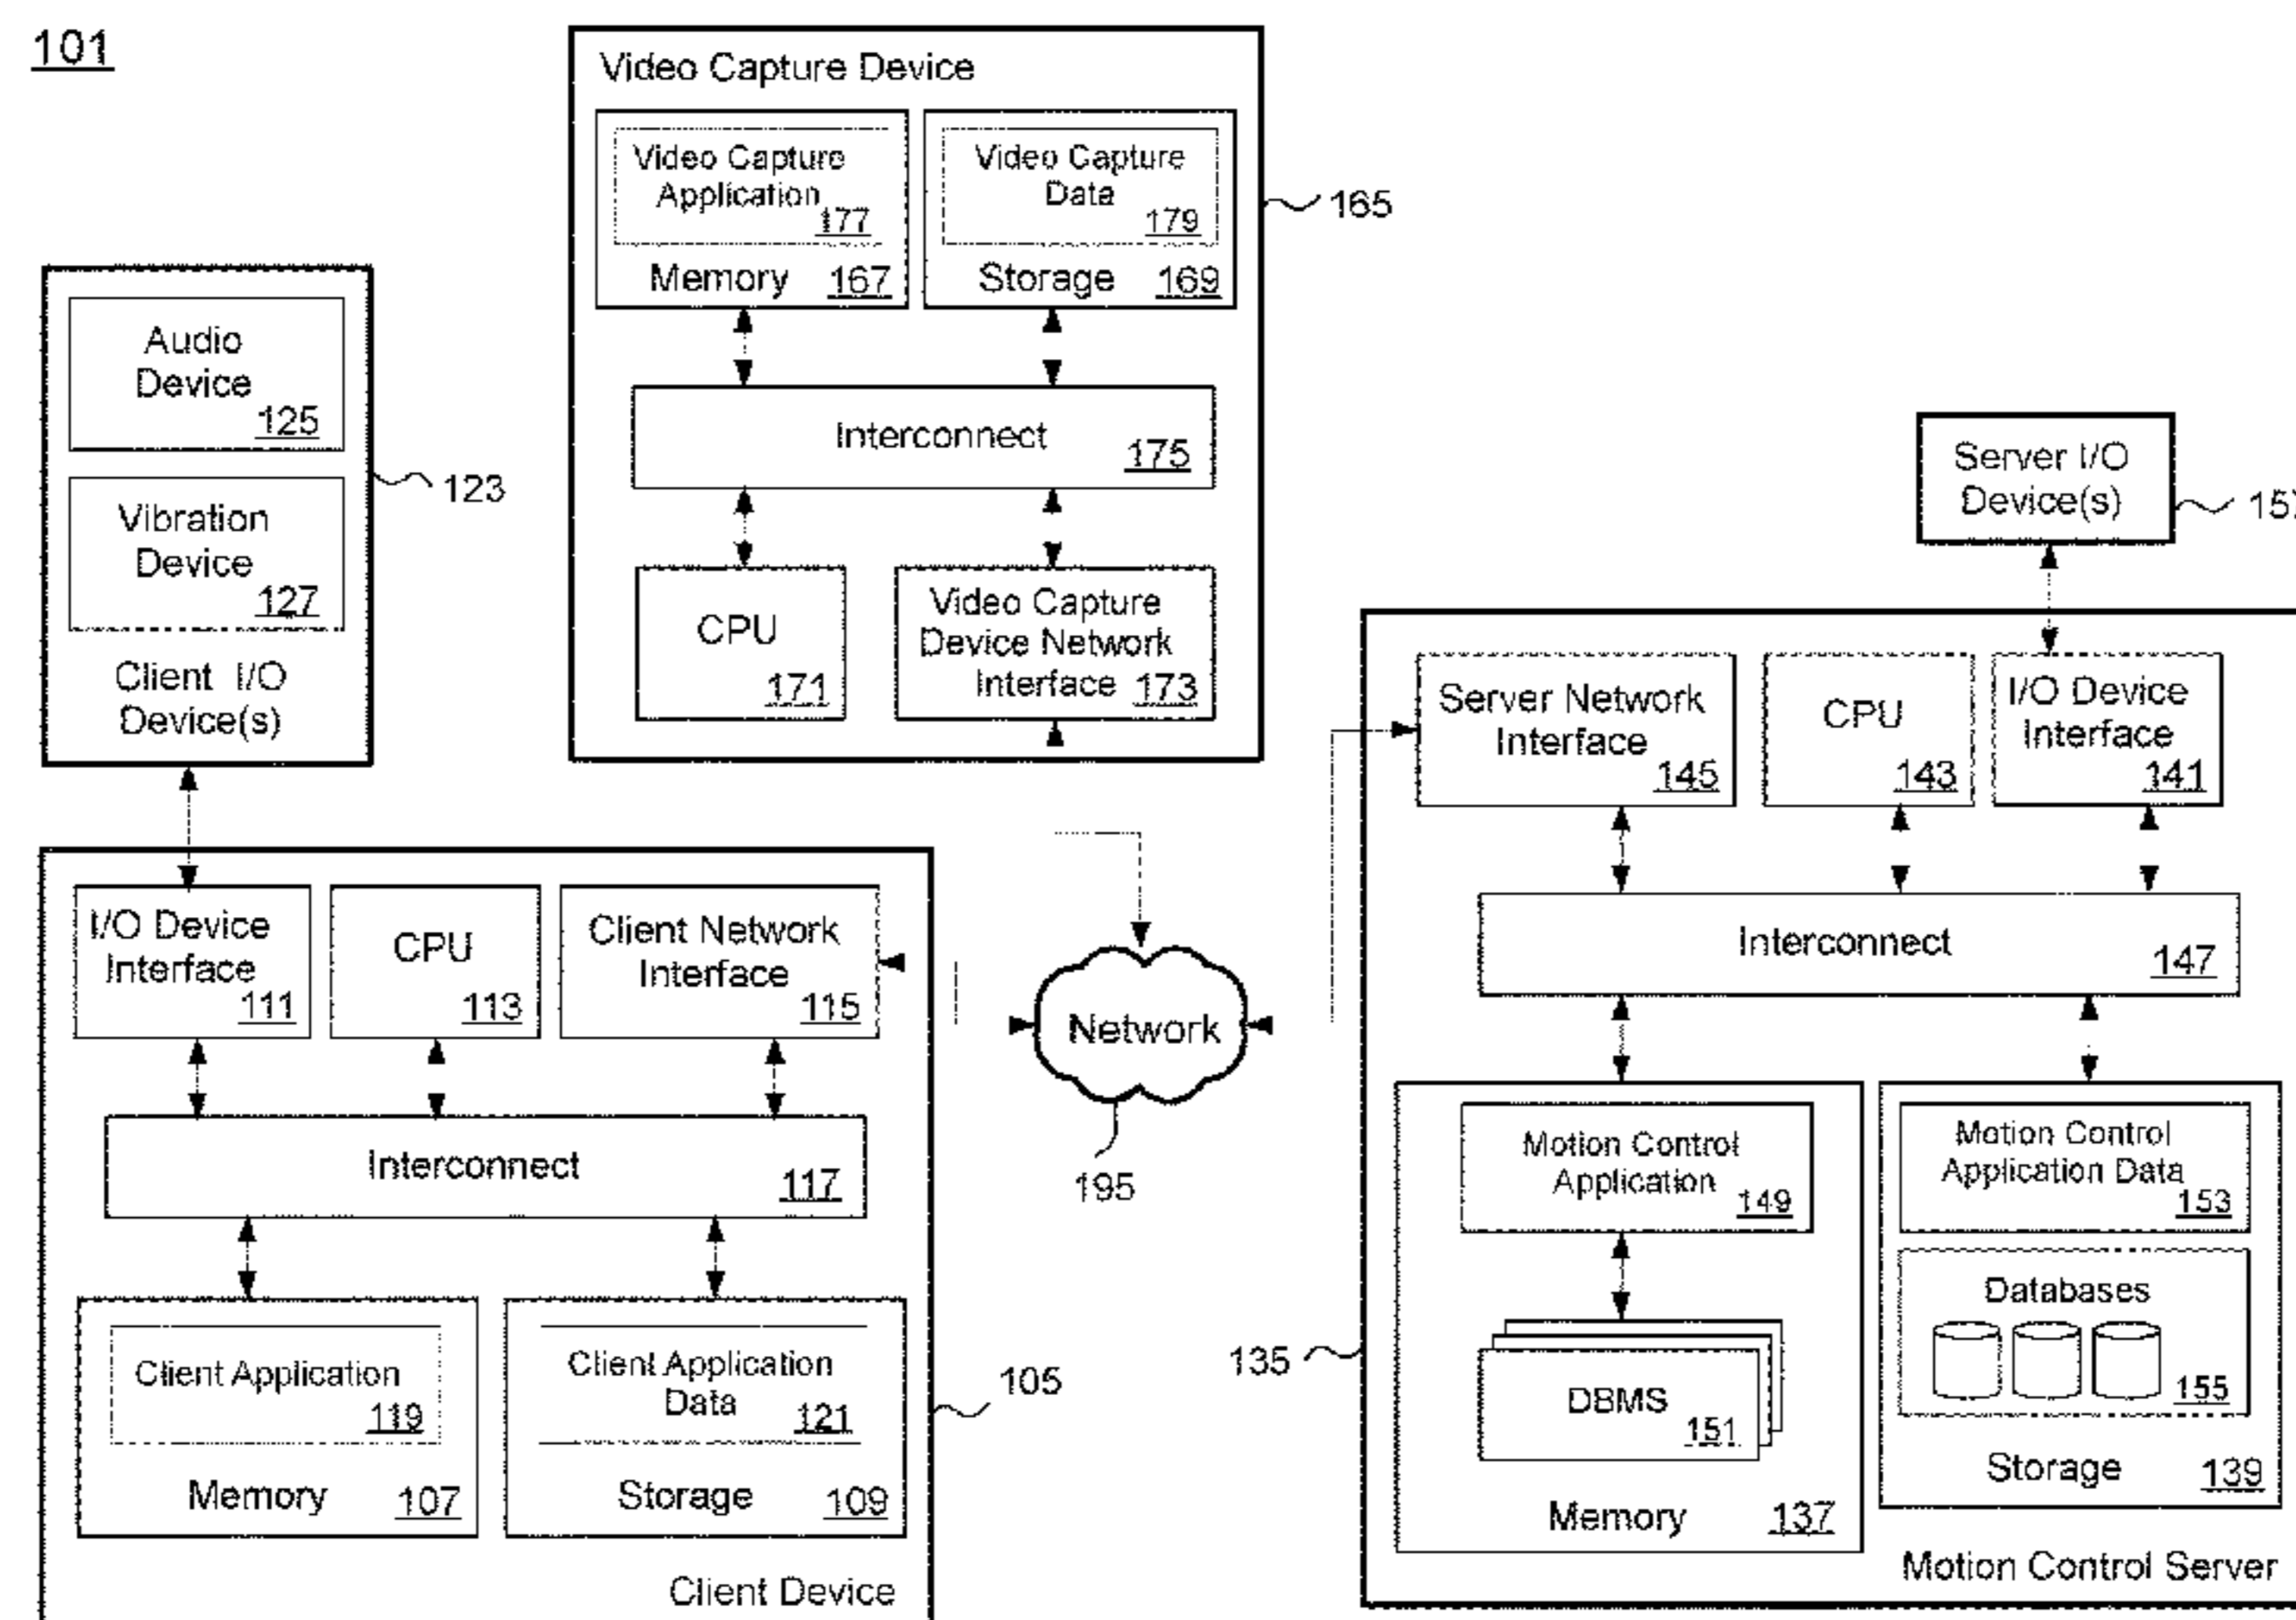 101
Video Capture Device
Video Capture
Application
177
Memory 167
Video Capture
Data
179
Storage 169
165
Interconnect
175
CPU
171
Video Capture
Device Network
Interface 173
Audio
Device
125
Vibration
Device
127
Client I/O
Device(s)
123
Server I/O
Device(s)
I/O Device
Interface
111
CPU
113
Client Network
Interface
115
Interconnect
117
Client Application
119
Memory 107
Client Application
Data
121
Storage 109
Client Device
105
Network
195
Server Network
Interface
145
CPU
143
I/O Device
Interface
141
Interconnect
147
Motion Control
Application
149
DBMS
151
Memory 137
Motion Control
Application Data
153
Databases
155
Storage 139
Motion Control Server
135